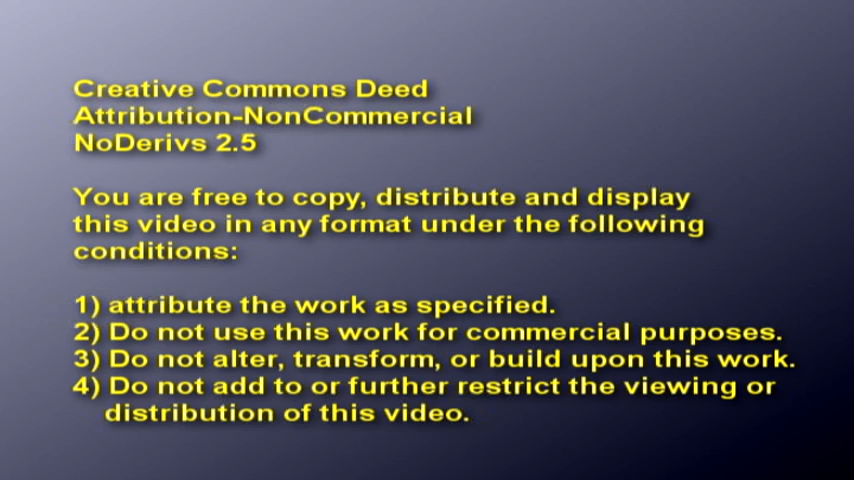 Creative Commons Deed
Attribution-NonCommercial
NoDerivs 2.5
You are free to copy, distribute and display
this video in any format under the following
conditions:
1) attribute the work as specified.
2) Do not use this work for commercial purposes.
3) Do not alter, transform, or build upon this work.
4) Do not add to or further restrict the viewing or
distribution of this video.